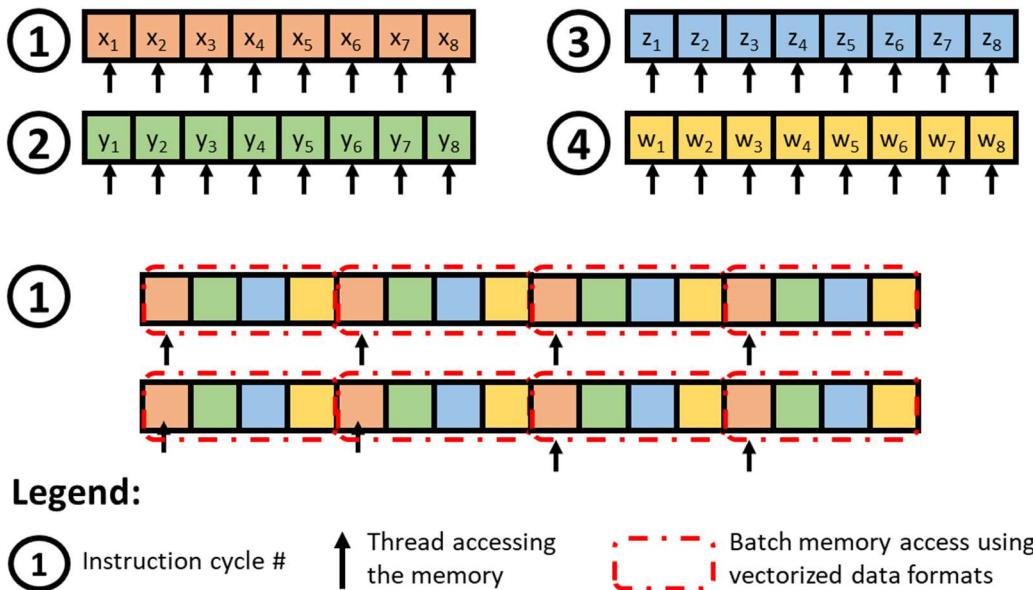 1 x1 x2 x3 x4 x5 x6 x7 x8
3 z1 z2 z3 z4 z5 z6 z7 z8
2 y1 y2 y3 y4 y5 y6 y7 y8
4 w1 w2 w3 w4 w5 w6 w7 w8
1
Legend:
1 Instruction cycle #
Thread accessing
the memory
Batch memory access using
vectorized data formats